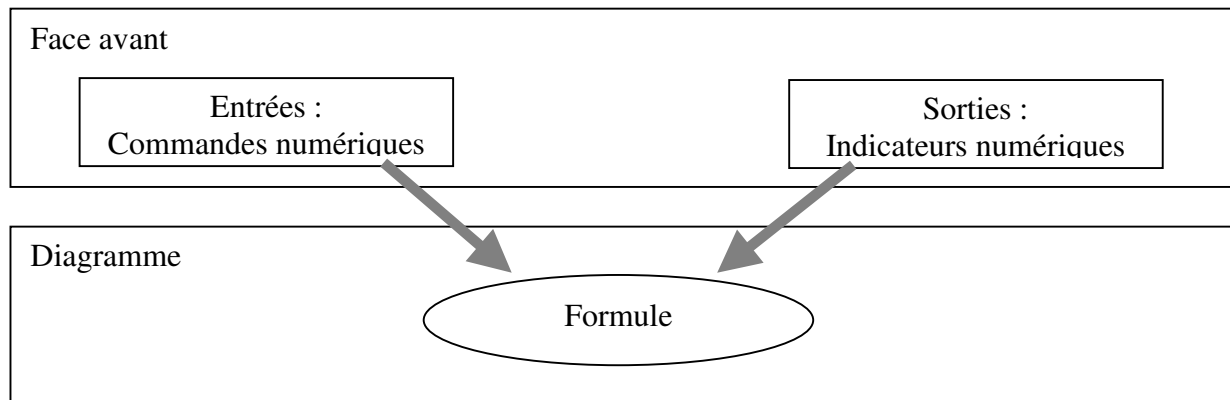 Face avant
Entrées :
Commandes numériques
Sorties :
Indicateurs numériques
Diagramme
Formule